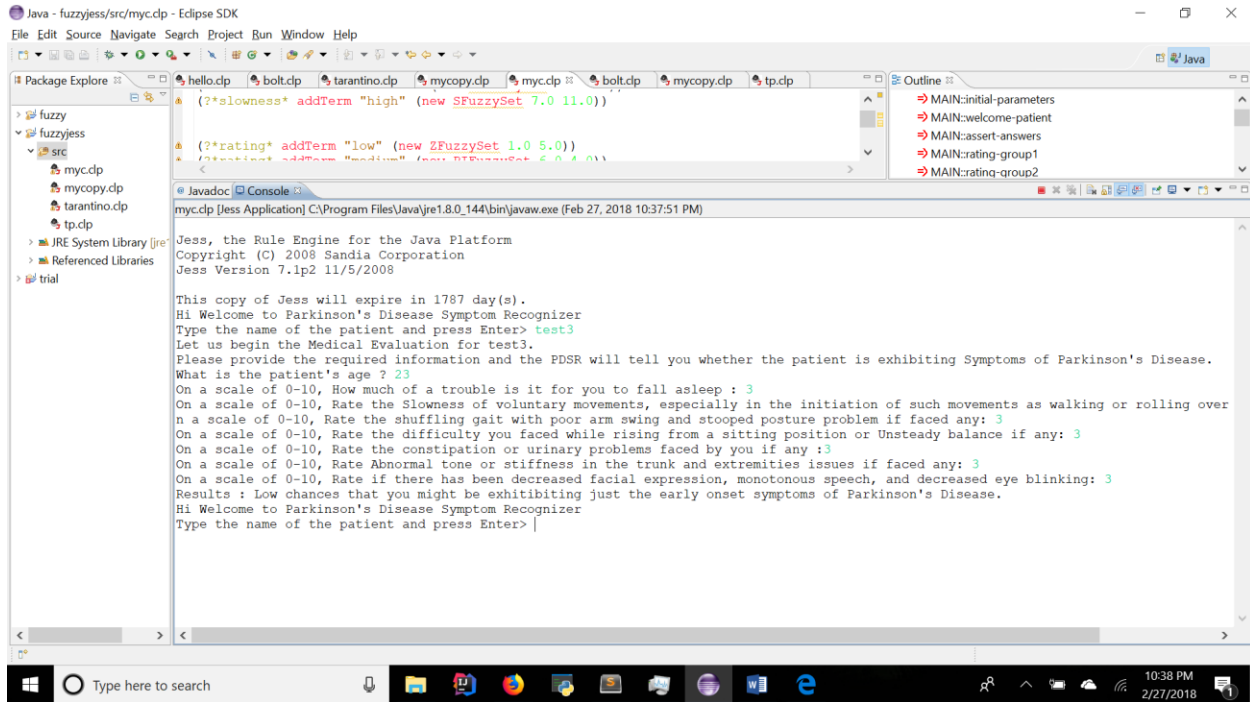 Java - fuzzyjess/src/myc.clp - Eclipse SDK
File Edit Source Navigate Search Project Run Window Help
Java
Package Explore
hello.clp bolt.clp tarantino.clp mycopy.clp myc.clp bolt.clp mycopy.clp tp.clp
Outline
fuzzy
fuzzyjess
src
myc.clp
mycopy.clp
tarantino.clp
tp.clp
JRE System Library [jre
Referenced Libraries
trial
(?*slowness* addTerm "high" (new SFuzzySet 7.0 11.0))
(?*rating* addTerm "low" (new ZFuzzySet 1.0 5.0))
(?*rating* addTerm "medium" (new PIFuzzySet 6.0 4.0))
MAIN::initial-parameters
MAIN::welcome-patient
MAIN::assert-answers
MAIN::rating-group1
MAIN::rating-group2
@ Javadoc Console
myc.clp [Jess Application] C:\Program Files\Java\jre1.8.0_144\bin\javaw.exe (Feb 27, 2018 10:37:51 PM)
Jess, the Rule Engine for the Java Platform
Copyright (C) 2008 Sandia Corporation
Jess Version 7.1p2 11/5/2008
This copy of Jess will expire in 1787 day(s).
Hi Welcome to Parkinson's Disease Symptom Recognizer
Type the name of the patient and press Enter> test3
Let us begin the Medical Evaluation for test3.
Please provide the required information and the PDSR will tell you whether the patient is exhibiting Symptoms of Parkinson's Disease.
What is the patient's age ? 23
On a scale of 0-10, How much of a trouble is it for you to fall asleep : 3
On a scale of 0-10, Rate the Slowness of voluntary movements, especially in the initiation of such movements as walking or rolling over
n a scale of 0-10, Rate the shuffling gait with poor arm swing and stooped posture problem if faced any: 3
On a scale of 0-10, Rate the difficulty you faced while rising from a sitting position or Unsteady balance if any: 3
On a scale of 0-10, Rate the constipation or urinary problems faced by you if any :3
On a scale of 0-10, Rate Abnormal tone or stiffness in the trunk and extremities issues if faced any: 3
On a scale of 0-10, Rate if there has been decreased facial expression, monotonous speech, and decreased eye blinking: 3
Results : Low chances that you might be exhitibiting just the early onset symptoms of Parkinson's Disease.
Hi Welcome to Parkinson's Disease Symptom Recognizer
Type the name of the patient and press Enter>
Type here to search
10:38 PM
2/27/2018
1